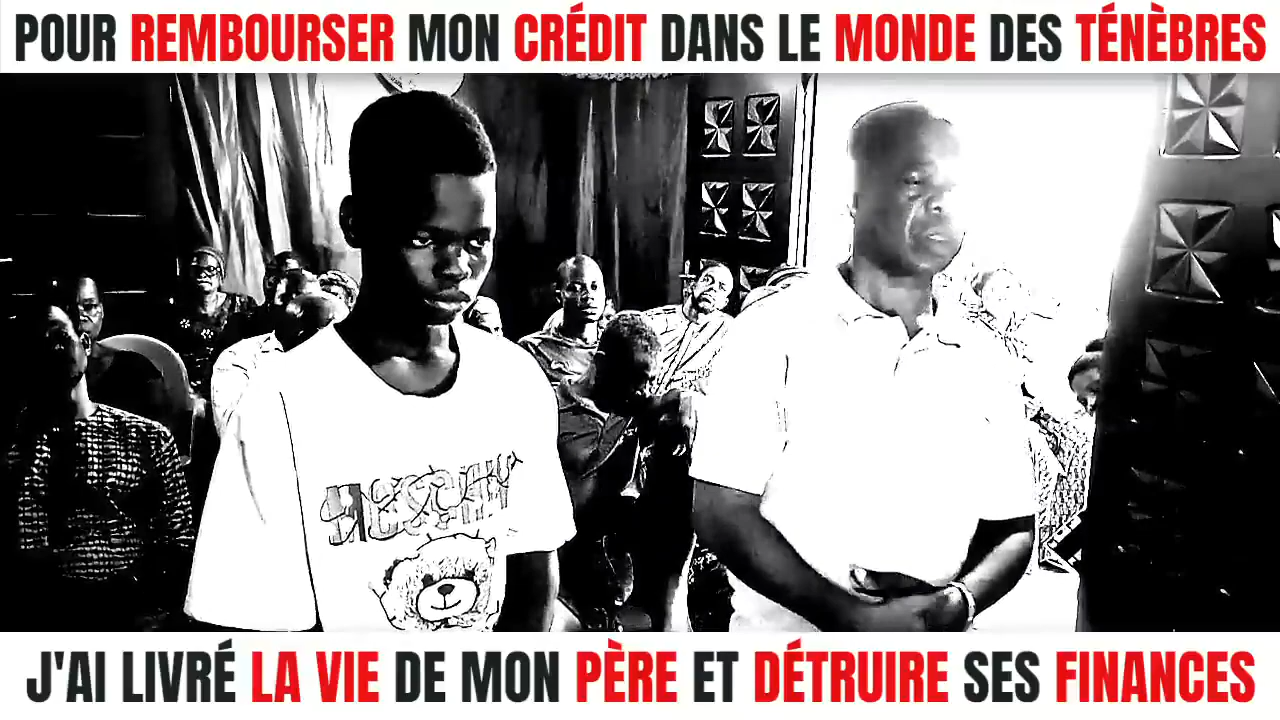 POUR REMBOURSER MON CRÉDIT DANS LE MONDE DES TÉNÈBRES
J'AI LIVRÉ LA VIE DE MON PÈRE ET DÉTRUIRE SES FINANCES